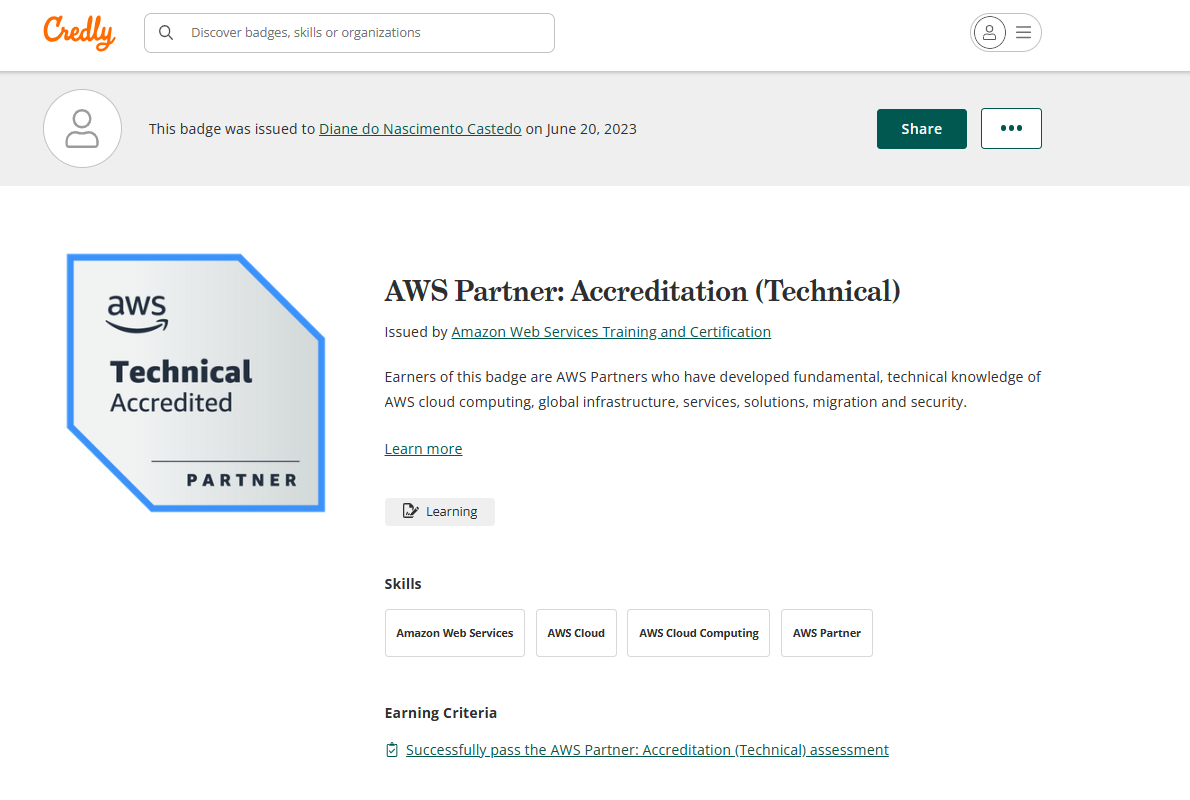 Credly
Discover badges, skills or organizations
This badge was issued to Diane do Nascimento Castedo on June 20, 2023
Share
aws
Technical
Accredited
PARTNER
AWS Partner: Accreditation (Technical)
Issued by Amazon Web Services Training and Certification
Earners of this badge are AWS Partners who have developed fundamental, technical knowledge of
AWS cloud computing, global infrastructure, services, solutions, migration and security.
Learn more
Learning
Skills
Amazon Web Services
AWS Cloud
AWS Cloud Computing
AWS Partner
Earning Criteria
Successfully pass the AWS Partner: Accreditation (Technical) assessment